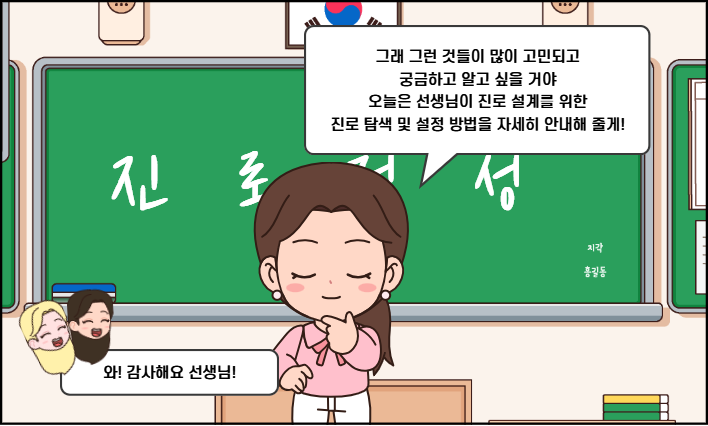 그래 그런 것들이 많이 고민되고
궁금하고 알고 싶을 거야
오늘은 선생님이 진로 설계를 위한
진로 탐색 및 설정 방법을 자세히 안내해 줄게!
진 로 성
지각
홍길동
와! 감사해요 선생님!